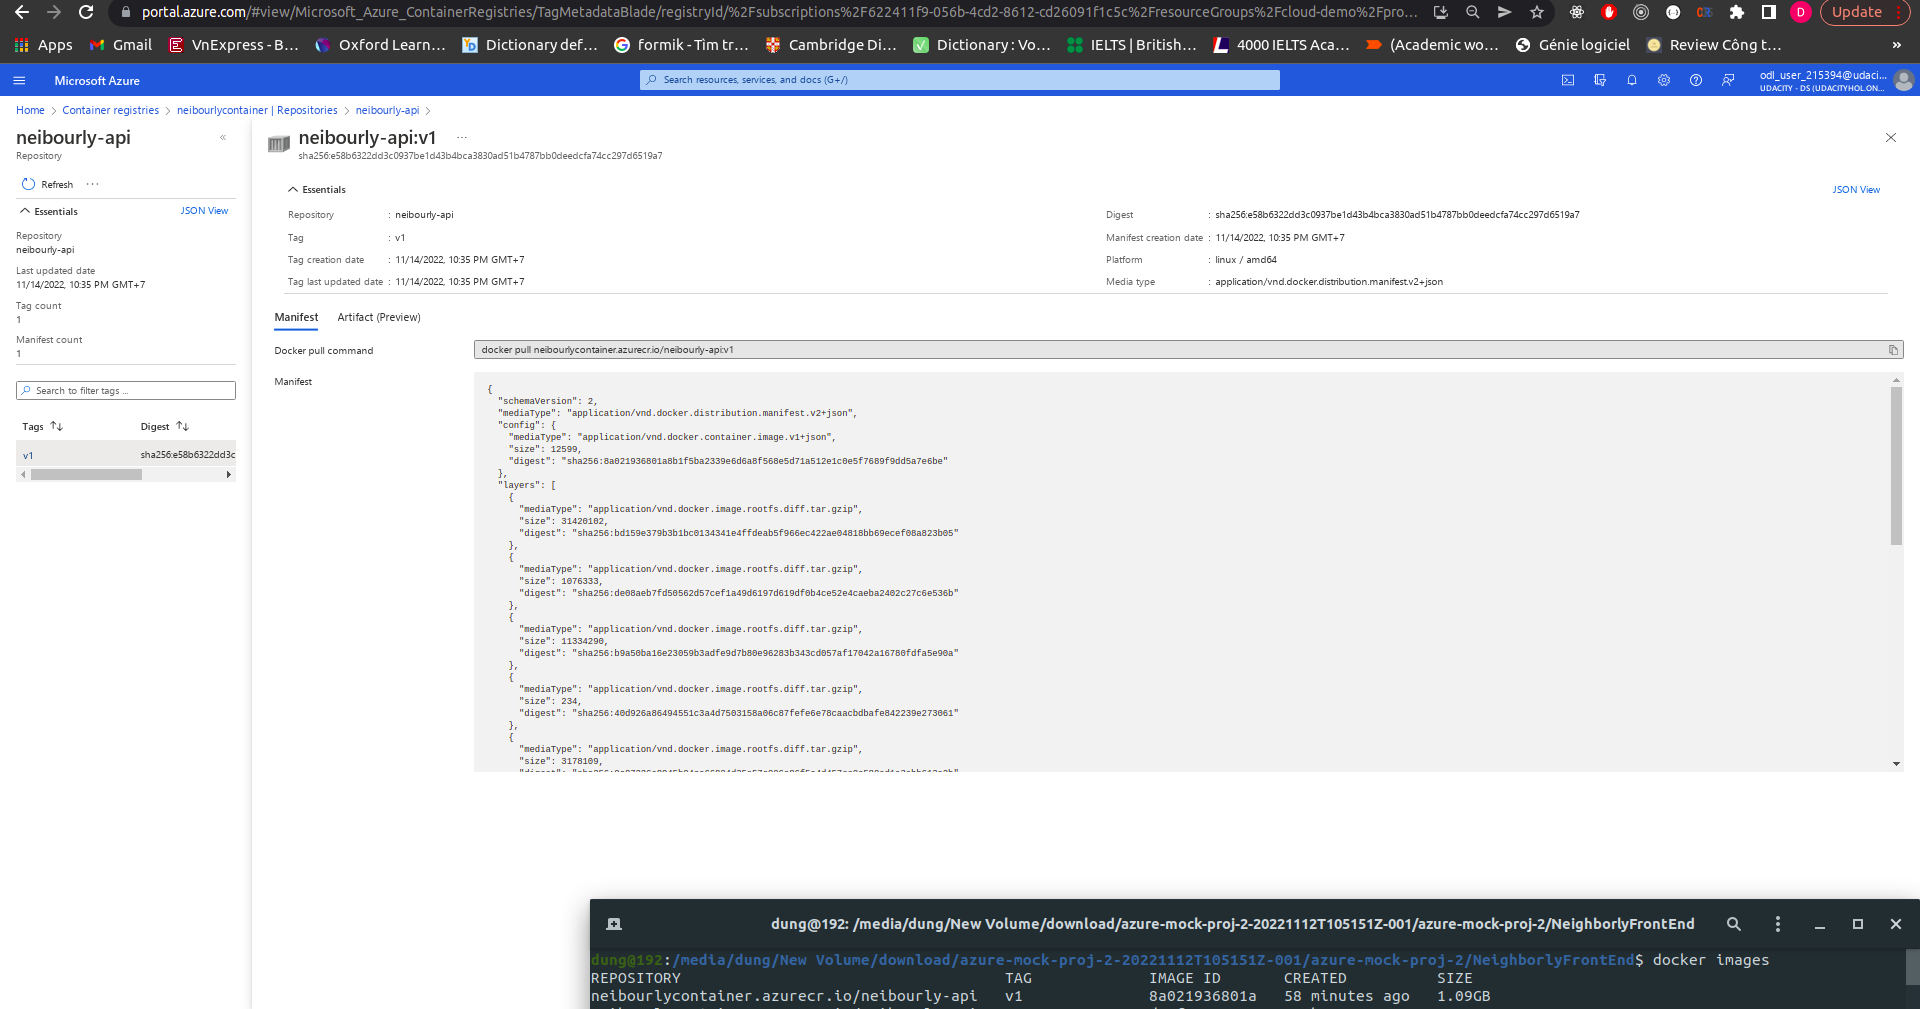 portal.azure.com/#view/Microsoft_Azure_ContainerRegistries/TagMetadataBlade/registryId/%2Fsubscriptions%2F622411f9-056b-4cd2-8612-cd26091f1c5c%2FresourceGroups%2Fcloud-demo%2Fpro... D Update
Apps Gmail VnExpress - B... Oxford Learn... Dictionary def... formik - Tìm tr... Cambridge Di... Dictionary : Vo... IELTS | British... 4000 IELTS Aca... (Academic wo... Génie logiciel Review Công t... »
Microsoft Azure Search resources, services, and docs (G+/) odl_user_215394@udaci...
UDACITY - DS (UDACITYHOL.ON...
Home > Container registries > neibourlycontainer | Repositories > neibourly-api >
neibourly-api «
Repository
Refresh ...
Essentials JSON View
Repository
neibourly-api
Last updated date
11/14/2022, 10:35 PM GMT+7
Tag count
1
Manifest count
1
Search to filter tags ...
Tags Digest
v1 sha256:e58b6322dd3c
neibourly-api:v1 ...
sha256:e58b6322dd3c0937be1d43b4bca3830ad51b4787bb0deedcfa74cc297d6519a7
Essentials JSON View
Repository : neibourly-api
Tag : v1
Tag creation date : 11/14/2022, 10:35 PM GMT+7
Tag last updated date : 11/14/2022, 10:35 PM GMT+7
Digest : sha256:e58b6322dd3c0937be1d43b4bca3830ad51b4787bb0deedcfa74cc297d6519a7
Manifest creation date : 11/14/2022, 10:35 PM GMT+7
Platform : linux / amd64
Media type : application/vnd.docker.distribution.manifest.v2+json
Manifest Artifact (Preview)
Docker pull command docker pull neibourlycontainer.azurecr.io/neibourly-api:v1
Manifest
{
"schemaVersion": 2,
"mediaType": "application/vnd.docker.distribution.manifest.v2+json",
"config": {
"mediaType": "application/vnd.docker.container.image.v1+json",
"size": 12599,
"digest": "sha256:8a021936801a8b1f5ba2339e6d6a8f568e5d71a512e1c0e5f7689f9dd5a7e6be"
},
"layers": [
{
"mediaType": "application/vnd.docker.image.rootfs.diff.tar.gzip",
"size": 31420102,
"digest": "sha256:bd159e379b3b1bc0134341e4ffdeab5f966ec422ae04818bb69ecef08a823b05"
},
{
"mediaType": "application/vnd.docker.image.rootfs.diff.tar.gzip",
"size": 1076333,
"digest": "sha256:de08aeb7fd50562d57cef1a49d6197d619df0b4ce52e4caeba2402c27c6e536b"
},
{
"mediaType": "application/vnd.docker.image.rootfs.diff.tar.gzip",
"size": 11334290,
"digest": "sha256:b9a50ba16e23059b3adfe9d7b80e96283b343cd057af17042a16780fdfa5e90a"
},
{
"mediaType": "application/vnd.docker.image.rootfs.diff.tar.gzip",
"size": 234,
"digest": "sha256:40d926a86494551c3a4d7503158a06c87fefe6e78caacbdbafe842239e273061"
},
{
"mediaType": "application/vnd.docker.image.rootfs.diff.tar.gzip",
"size": 3178109,
dung@192: /media/dung/New Volume/download/azure-mock-proj-2-20221112T105151Z-001/azure-mock-proj-2/NeighborlyFrontEnd
dung@192:/media/dung/New Volume/download/azure-mock-proj-2-20221112T105151Z-001/azure-mock-proj-2/NeighborlyFrontEnd$ docker images
REPOSITORY TAG IMAGE ID CREATED SIZE
neibourlycontainer.azurecr.io/neibourly-api v1 8a021936801a 58 minutes ago 1.09GB